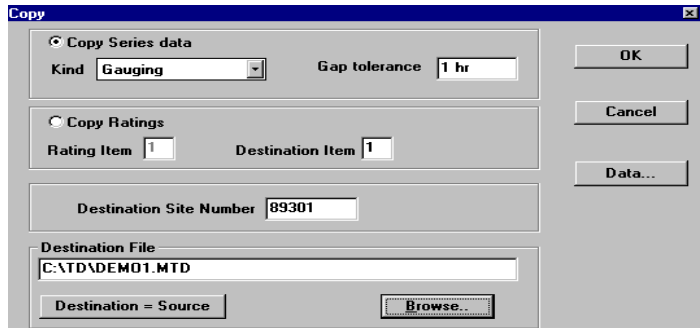 Copy
Copy Series data
Kind Gauging Gap tolerance 1 hr
OK
Copy Ratings
Rating Item 1 Destination Item 1
Cancel
Data...
Destination Site Number 89301
Destination File
C:\TD\DEMO1.MTD
Destination = Source Browse..